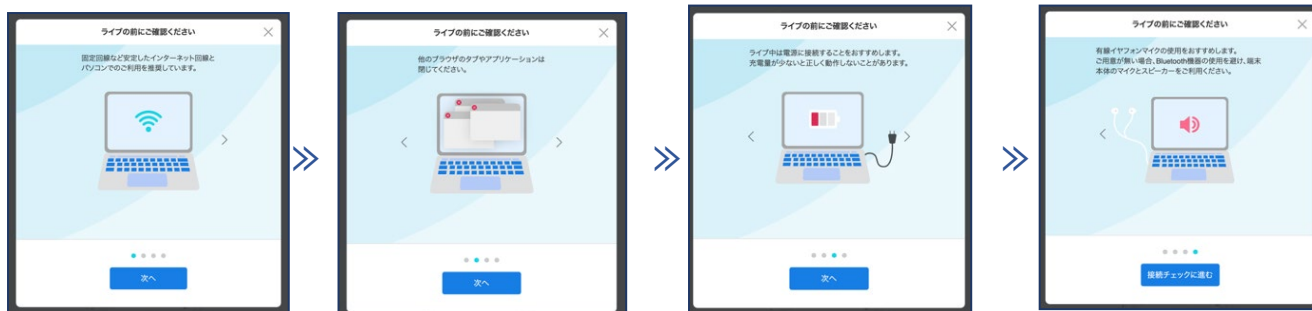 ライブの前にご確認ください
固定回線など安定したインターネット回線と
パソコンでのご利用を推奨しています。
次へ
ライブの前にご確認ください
他のブラウザのタブやアプリケーションは
閉じてください。
次へ
ライブの前にご確認ください
ライブ中は電源に接続することをおすすめします。
充電量が少ないと正しく動作しないことがあります。
次へ
ライブの前にご確認ください
有線イヤフォンマイクの使用をおすすめします。
ご用意が無い場合、Bluetooth機器の使用を避け、端末
本体のマイクとスピーカーをご利用ください。
接続チェックに進む